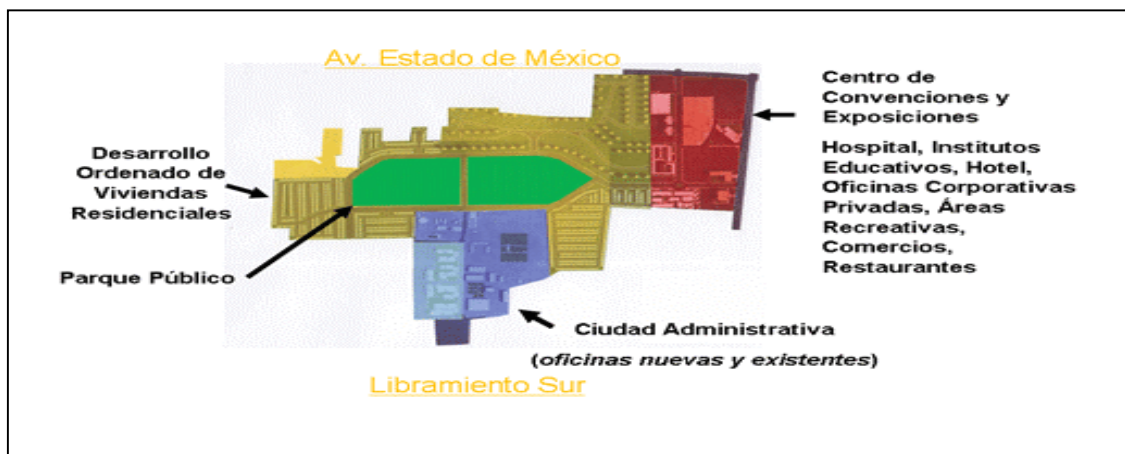 Av. Estado de México
Centro de
Convenciones y
Exposiciones
Hospital, Institutos
Educativos, Hotel,
Oficinas Corporativas
Privadas, Áreas
Recreativas,
Comercios,
Restaurantes
Desarrollo
Ordenado de
Viviendas
Residenciales
Parque Público
Ciudad Administrativa
(oficinas nuevas y existentes)
Libramiento Sur